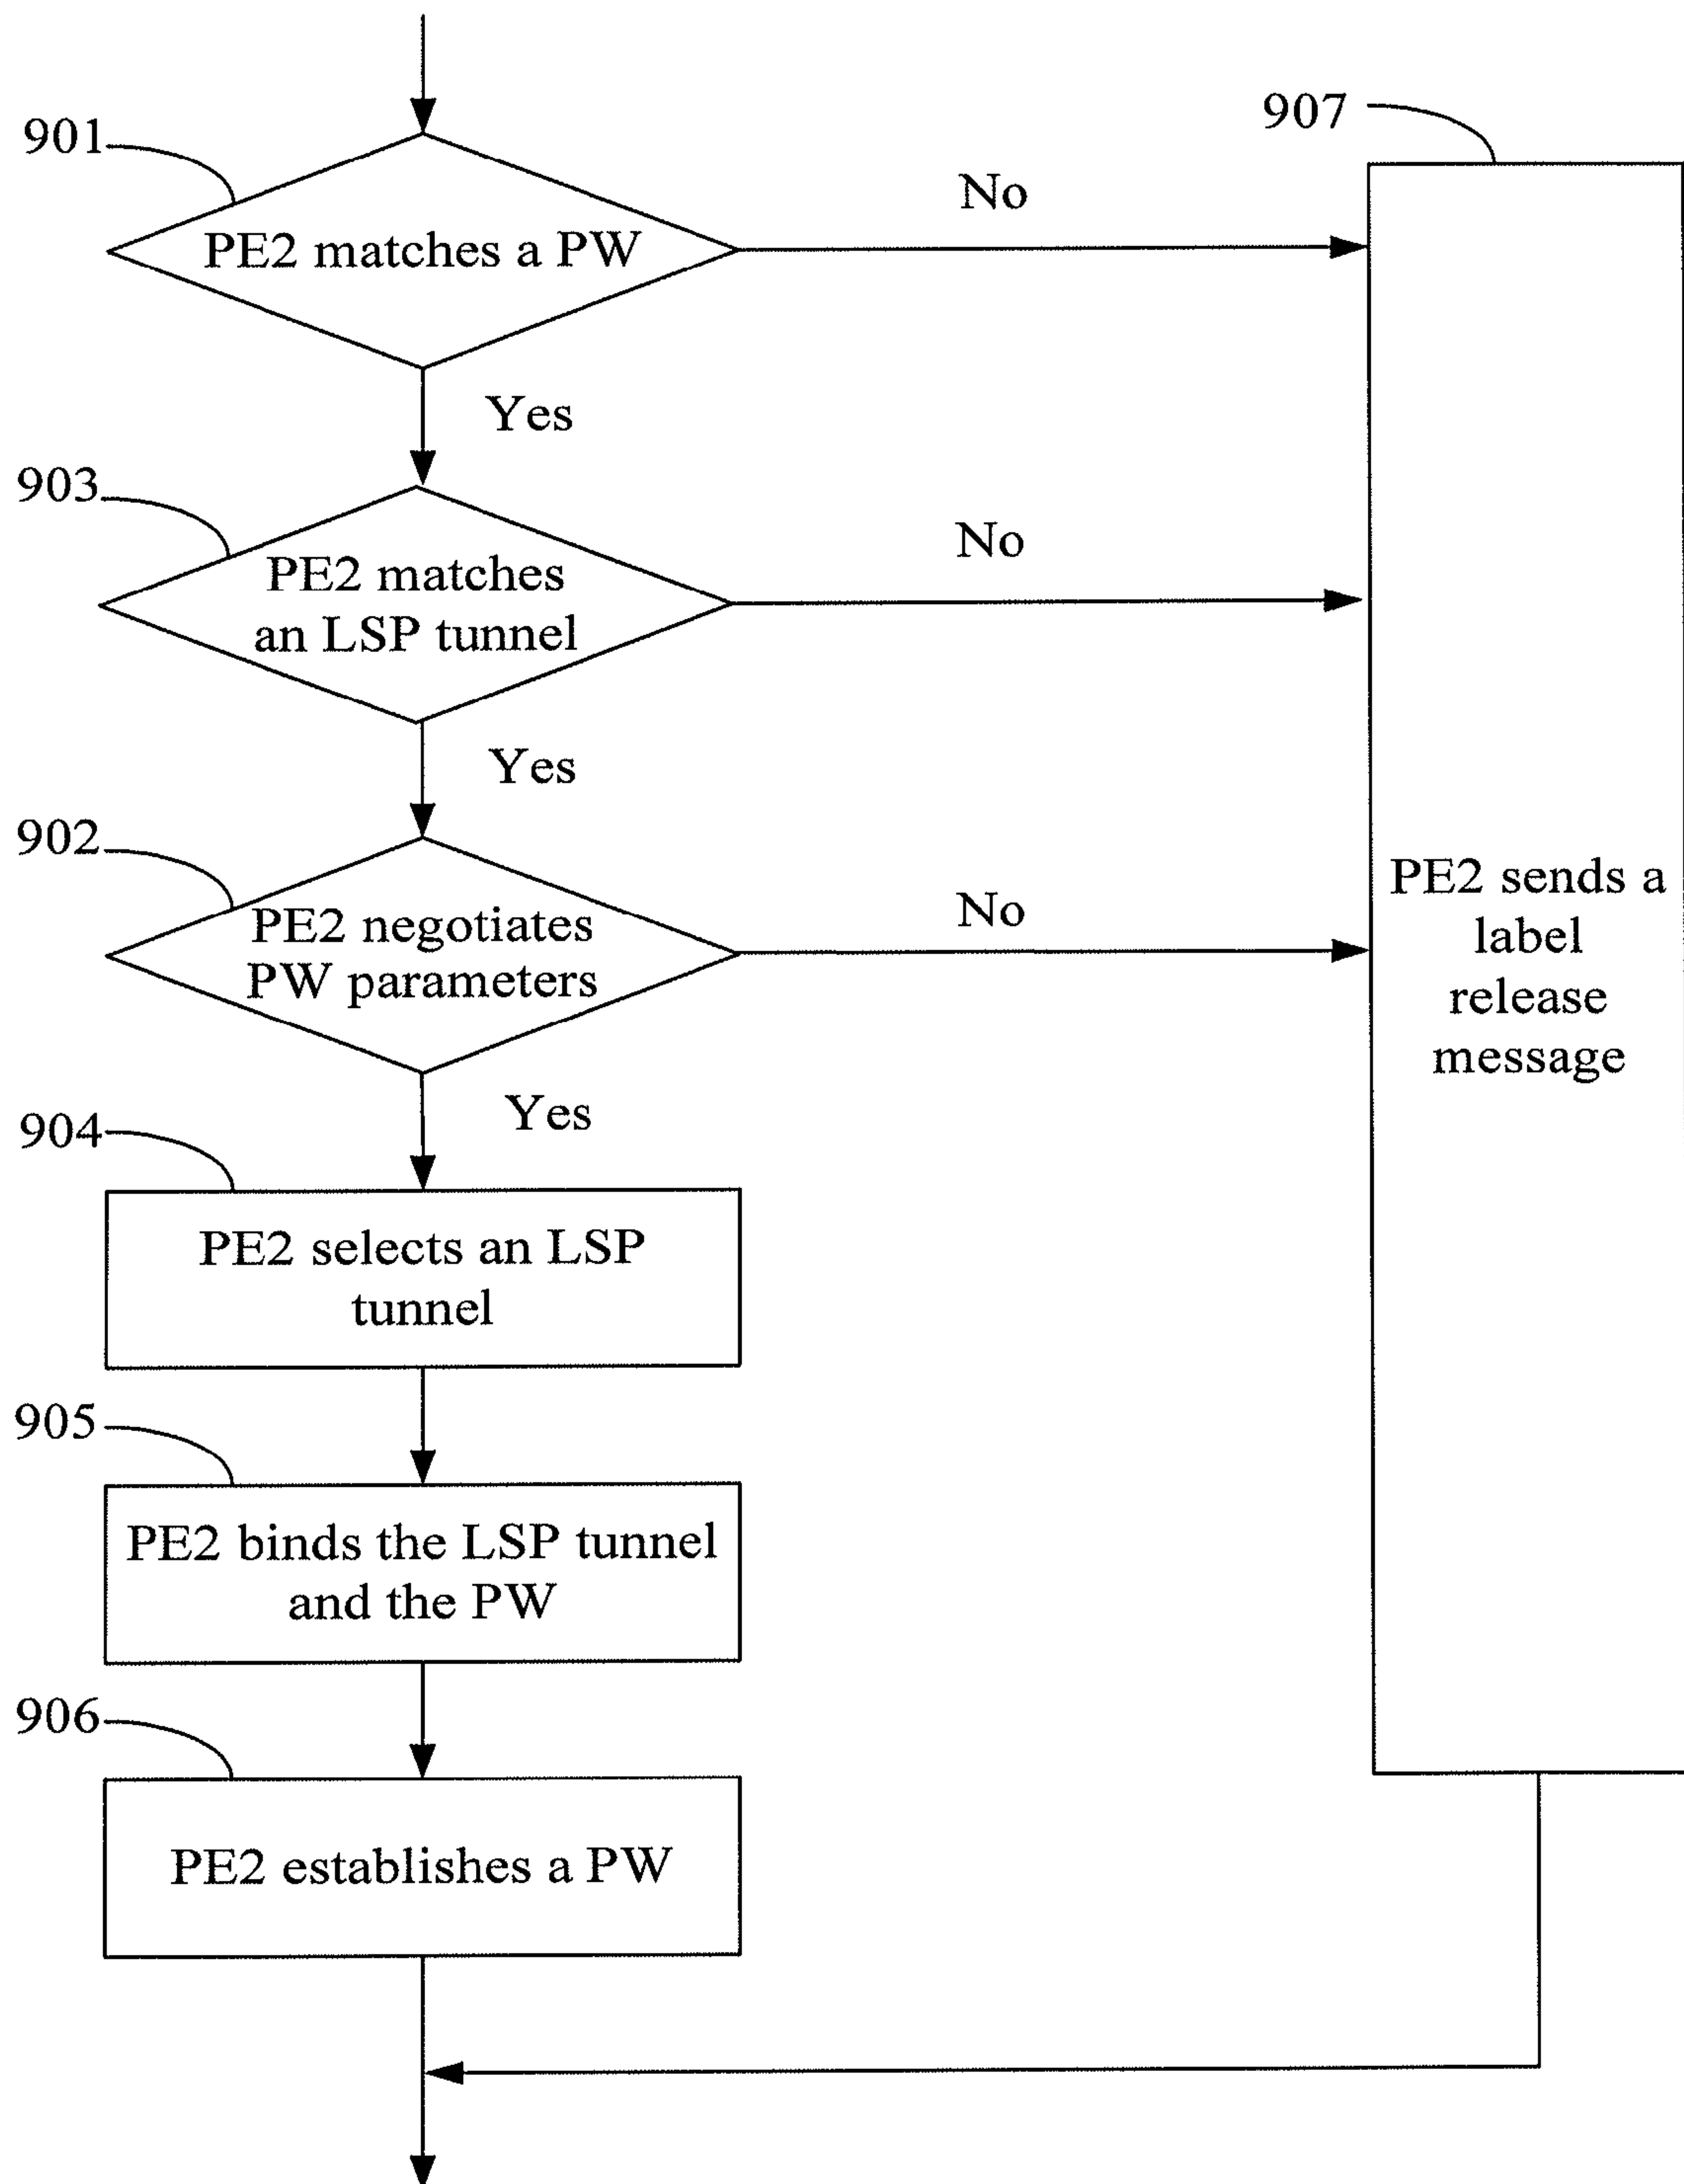 907
901
No
PE2 matches a PW
Yes
903
No
PE2 matches
an LSP tunnel
Yes
902
No
PE2 negotiates
PW parameters
PE2 sends a
label
release
message
Yes
904
PE2 selects an LSP
tunnel
905
PE2 binds the LSP tunnel
and the PW
906
PE2 establishes a PW